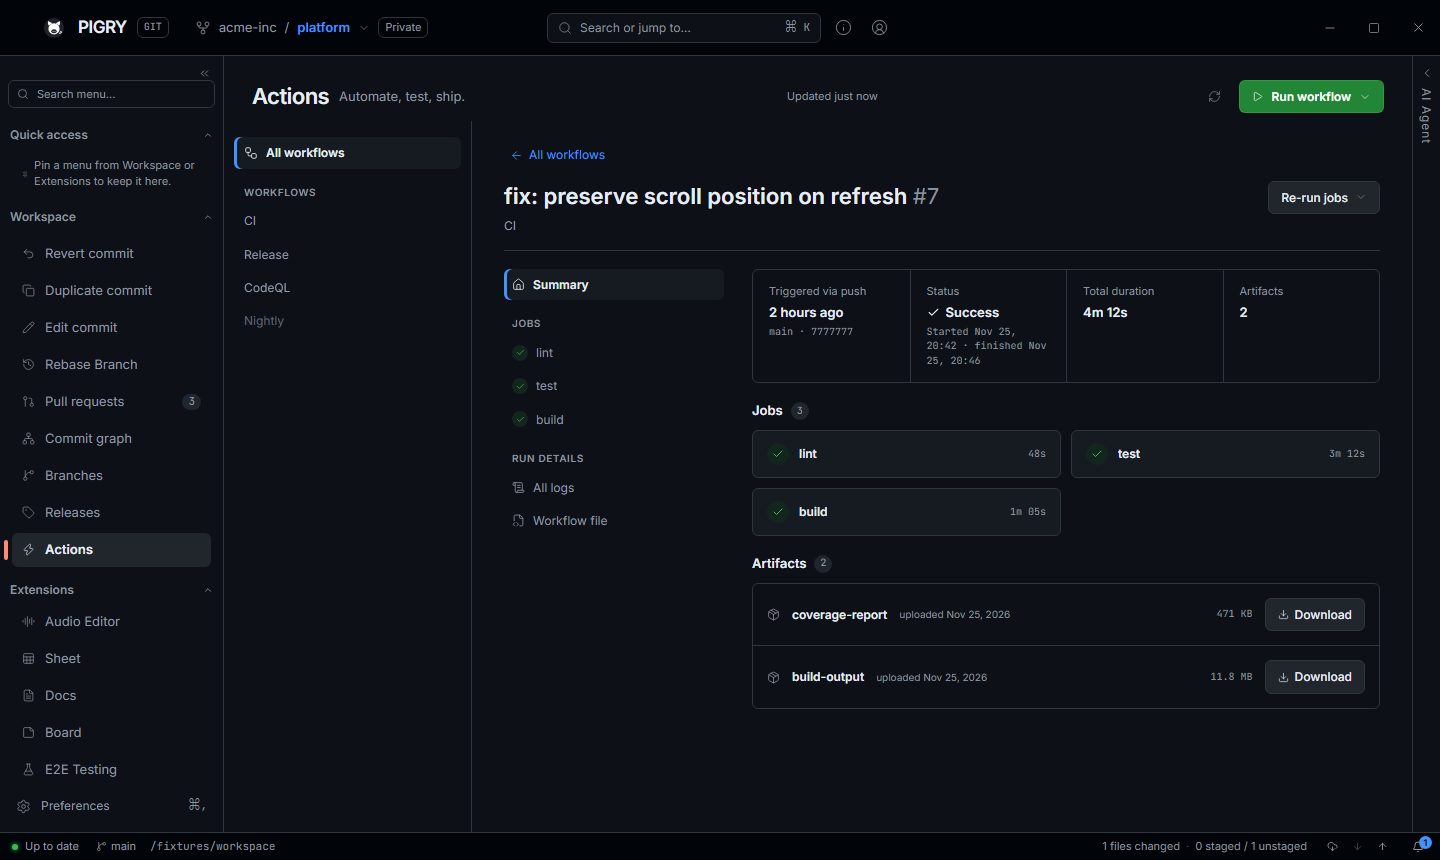 PIGRY GIT acme-inc / platform Private
Search or jump to... ⌘ K
Search menu...
Quick access
Pin a menu from Workspace or
Extensions to keep it here.
Workspace
Revert commit
Duplicate commit
Edit commit
Rebase Branch
Pull requests 3
Commit graph
Branches
Releases
Actions
Extensions
Audio Editor
Sheet
Docs
Board
E2E Testing
Preferences ⌘,
Actions Automate, test, ship.
Updated just now
Run workflow
All workflows
WORKFLOWS
CI
Release
CodeQL
Nightly
← All workflows
fix: preserve scroll position on refresh #7
CI
Re-run jobs
Summary
JOBS
lint
test
build
RUN DETAILS
All logs
Workflow file
Triggered via push
2 hours ago
main · 7777777
Status
Success
Started Nov 25,
20:42 · finished Nov
25, 20:46
Total duration
4m 12s
Artifacts
2
Jobs 3
lint 48s
test 3m 12s
build 1m 05s
Artifacts 2
coverage-report uploaded Nov 25, 2026 471 KB Download
build-output uploaded Nov 25, 2026 11.8 MB Download
AI Agent
Up to date main /fixtures/workspace
1 files changed · 0 staged / 1 unstaged 1